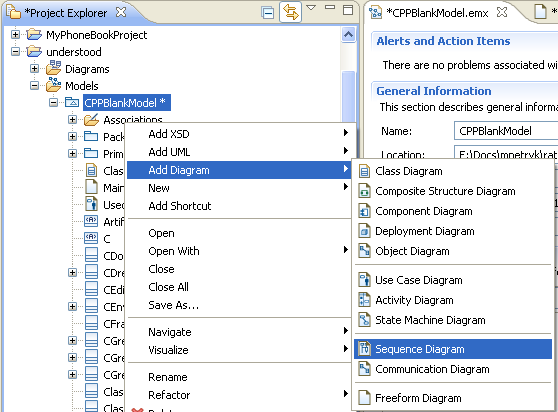 *Project Explorer
MyPhoneBookProject
understood
Diagrams
Models
CPPBlankModel *
Associations
Pack
Prim
Clas
Main
Used
Artif
C
CDo
CDre
CEdi
CEnv
CFra
CGre
CGre
CGre
Clas
Clas
Add XSD
Add UML
Add Diagram
New
Add Shortcut
Open
Open With
Close
Close All
Save As...
Navigate
Visualize
Rename
Refactor
Class Diagram
Composite Structure Diagram
Component Diagram
Deployment Diagram
Object Diagram
Use Case Diagram
Activity Diagram
State Machine Diagram
Sequence Diagram
Communication Diagram
Freeform Diagram
*CPPBlankModel.emx
Alerts and Action Items
There are no problems associated wi
General Information
This section describes general informa
Name: CPPBlankModel
Location: E:\Docs\mnetryk\rat